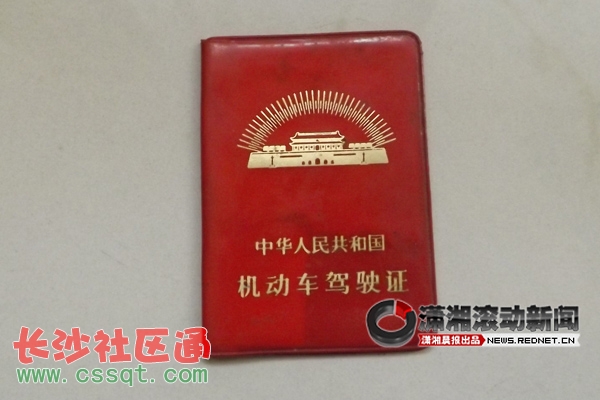 中华人民共和国
机动车驾驶证
潇湘滚动新闻
潇湘晨报出品 NEWS.REDNET.CN
长沙社区通
www.cssqt.com